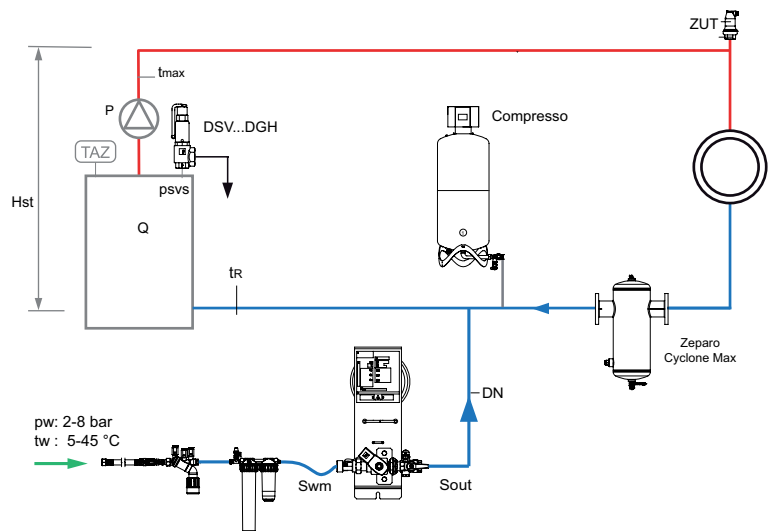 ZUT
tmax
P
DSV...DGH
Compresso
TAZ
psvs
Hst
Q
tR
Zeparo
Cyclone Max
DN
pw: 2-8 bar
tw : 5-45 °C
Swm
Sout